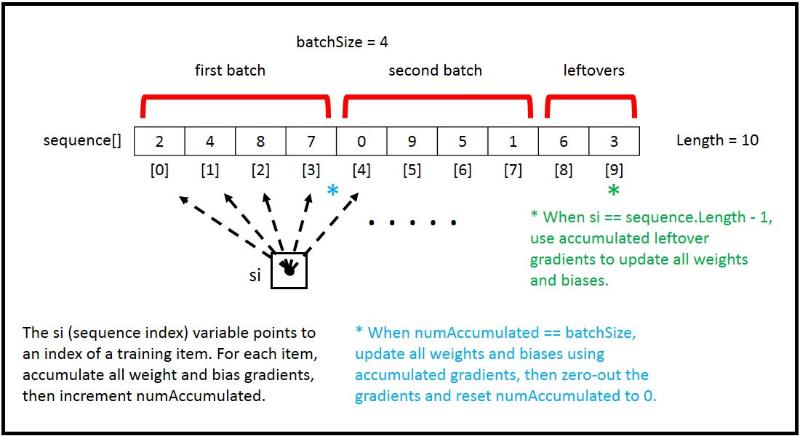 batchSize = 4
first batch
second batch
leftovers
sequence[] 2 4 8 7 0 9 5 1 6 3 Length = 10
[0] [1] [2] [3] [4] [5] [6] [7] [8] [9]
* *
* When si == sequence.Length - 1,
use accumulated leftover
gradients to update all weights
and biases.
. . . . .
si
The si (sequence index) variable points to
an index of a training item. For each item,
accumulate all weight and bias gradients,
then increment numAccumulated.
* When numAccumulated == batchSize,
update all weights and biases using
accumulated gradients, then zero-out the
gradients and reset numAccumulated to 0.